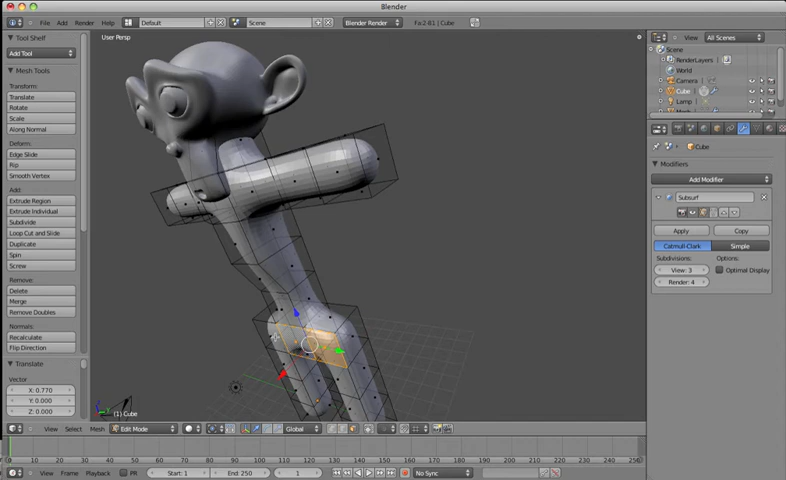 Blender
File Add Render Help Default Scene Blender Render Fa:2-81 | Cube View All Scenes
Tool Shelf
Add Tool
Mesh Tools
Transform:
Translate
Rotate
Scale
Along Normal
Deform:
Edge Slide
Rip
Smooth Vertex
Add:
Extrude Region
Extrude Individual
Subdivide
Loop Cut and Slide
Duplicate
Spin
Screw
Remove:
Delete
Merge
Remove Doubles
Normals:
Recalculate
Flip Direction
Translate
Vector
X: 0.770
Y: 0.000
Z: 0.000
User Persp
(1) Cube
View Select Mesh Edit Mode Global
0 10 20 30 40 50 60 70 80 90 100 110 120 130 140 150 160 170 180 190 200 210 220 230 240 250
View Frame Playback PR Start: 1 End: 250 1 No Sync
Scene
RenderLayers
World
Camera
Cube
Lamp
Cube
Modifiers
Add Modifier
Subsurf
Apply Copy
Catmull-Clark Simple
Subdivisions: Options:
View: 3 Optimal Display
Render: 4